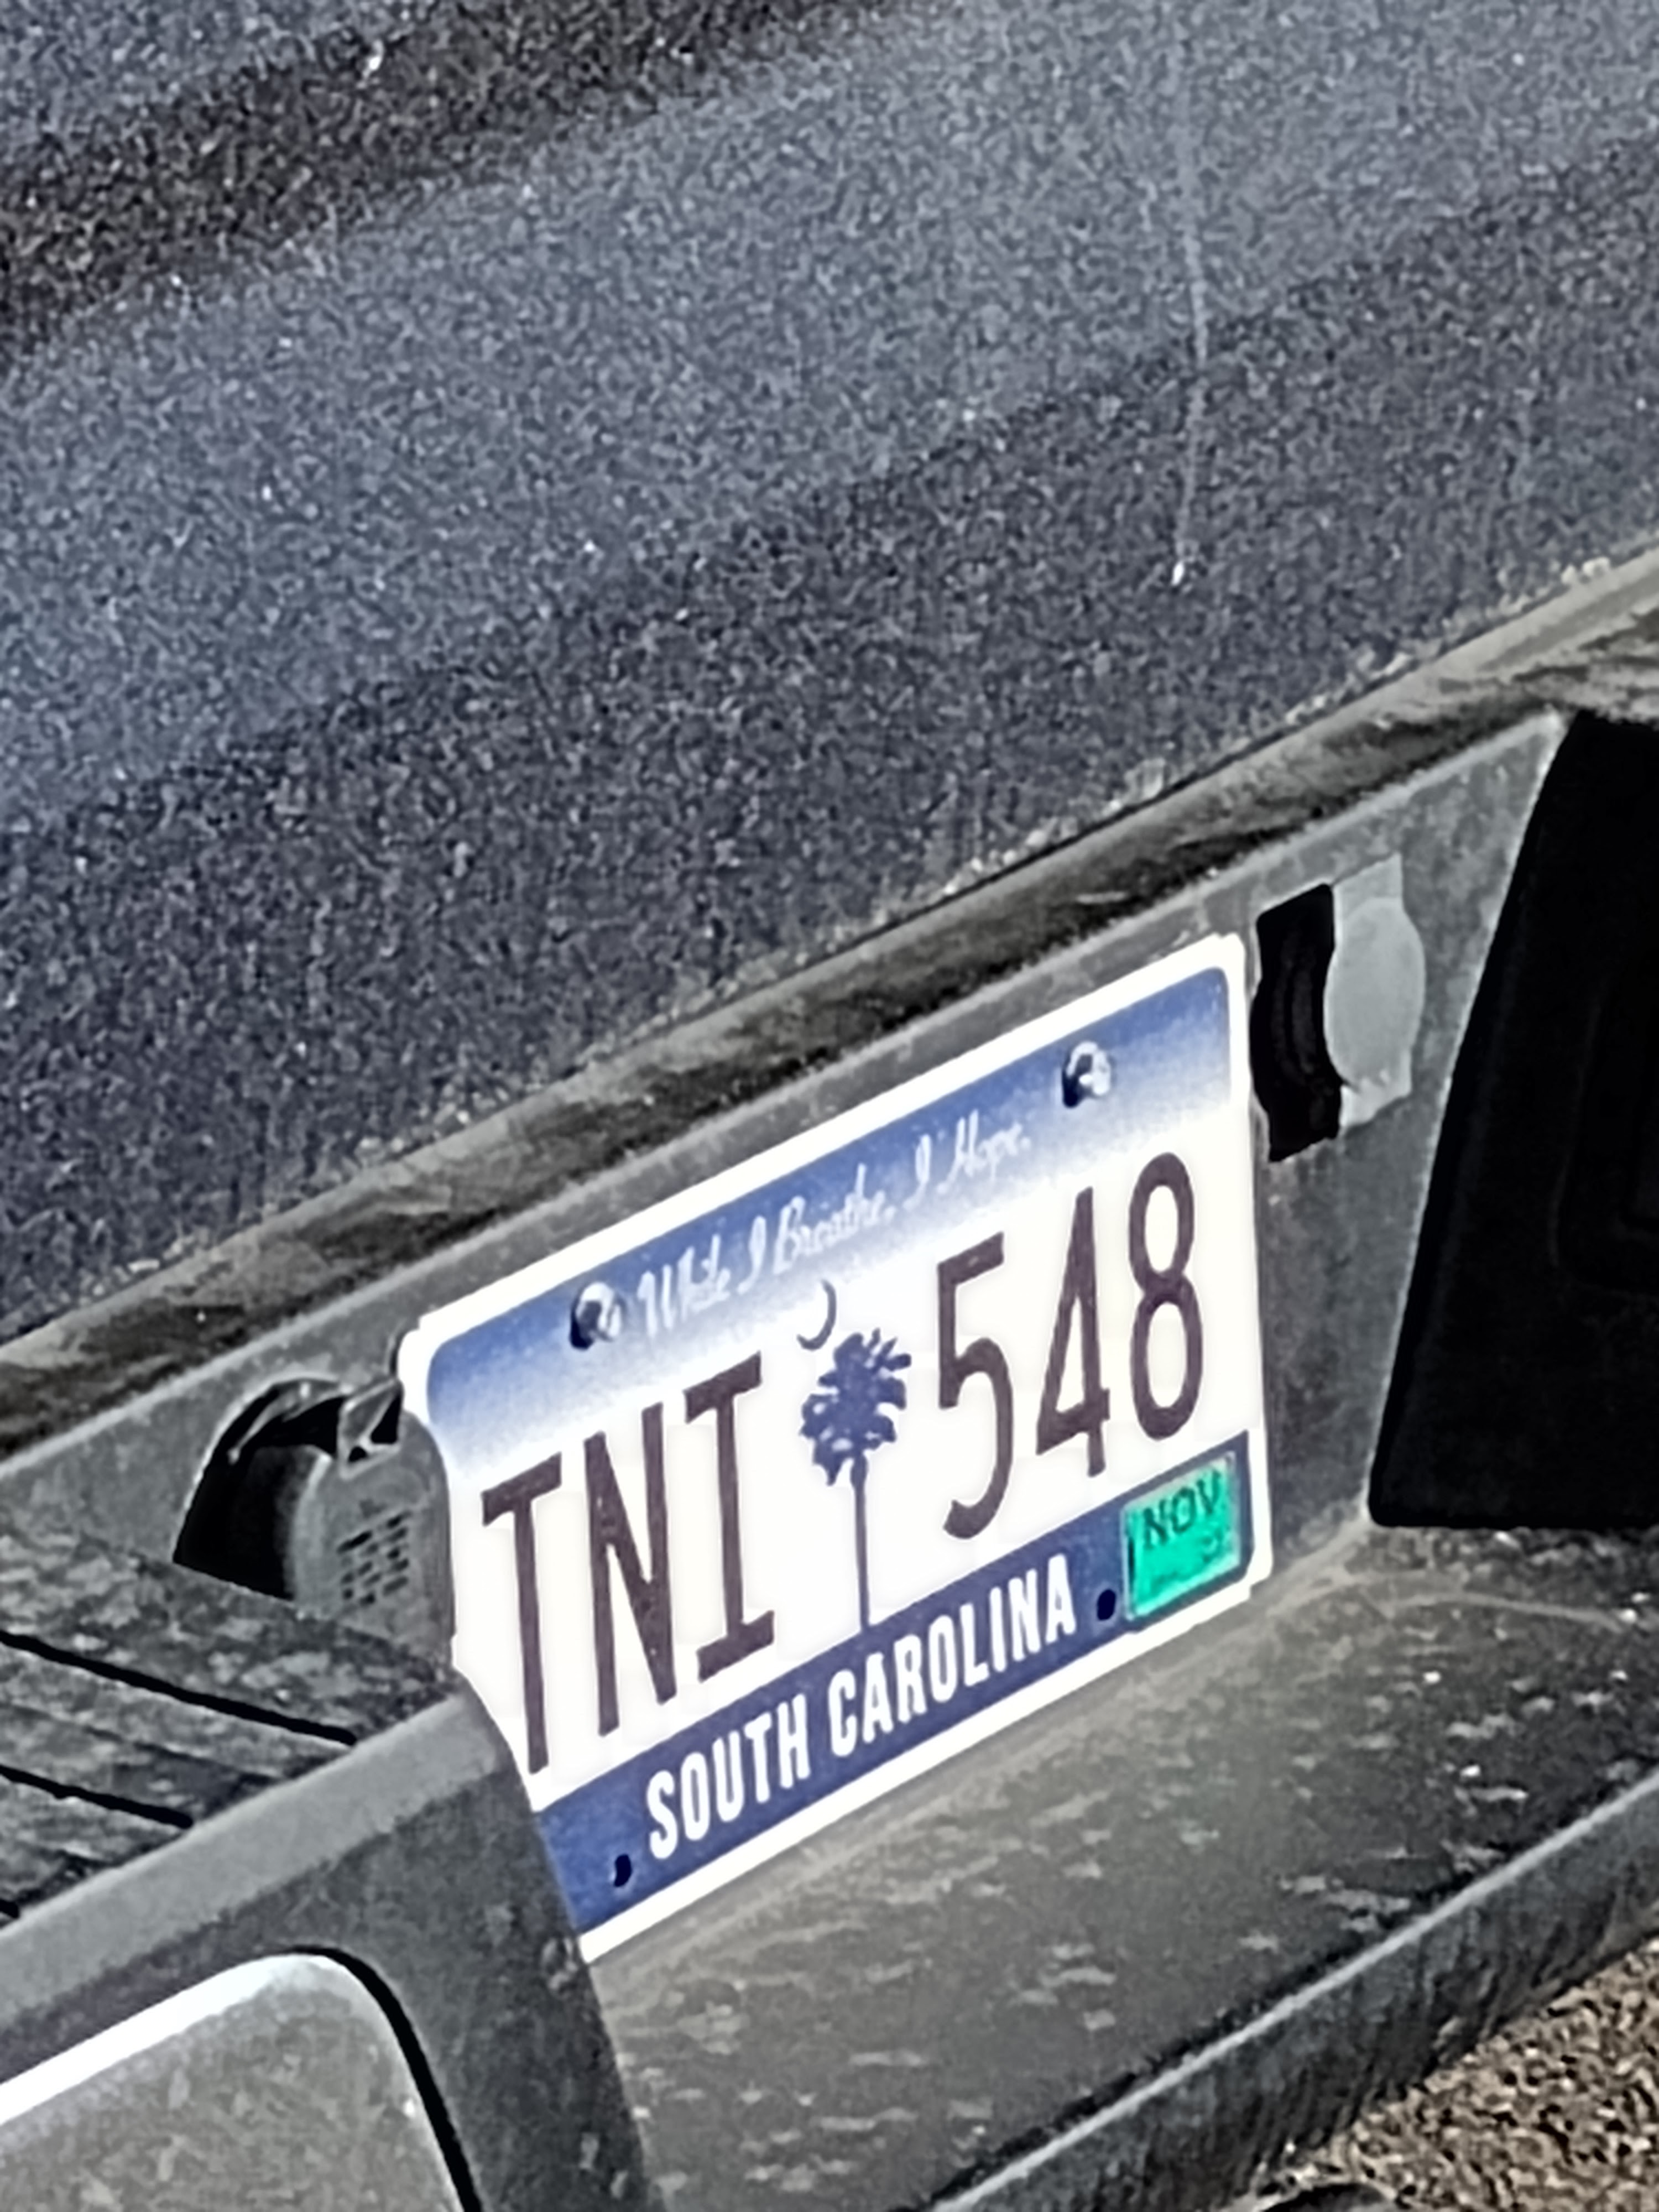 While I Breathe, I Hope.
TNI 548
NOV
SOUTH CAROLINA